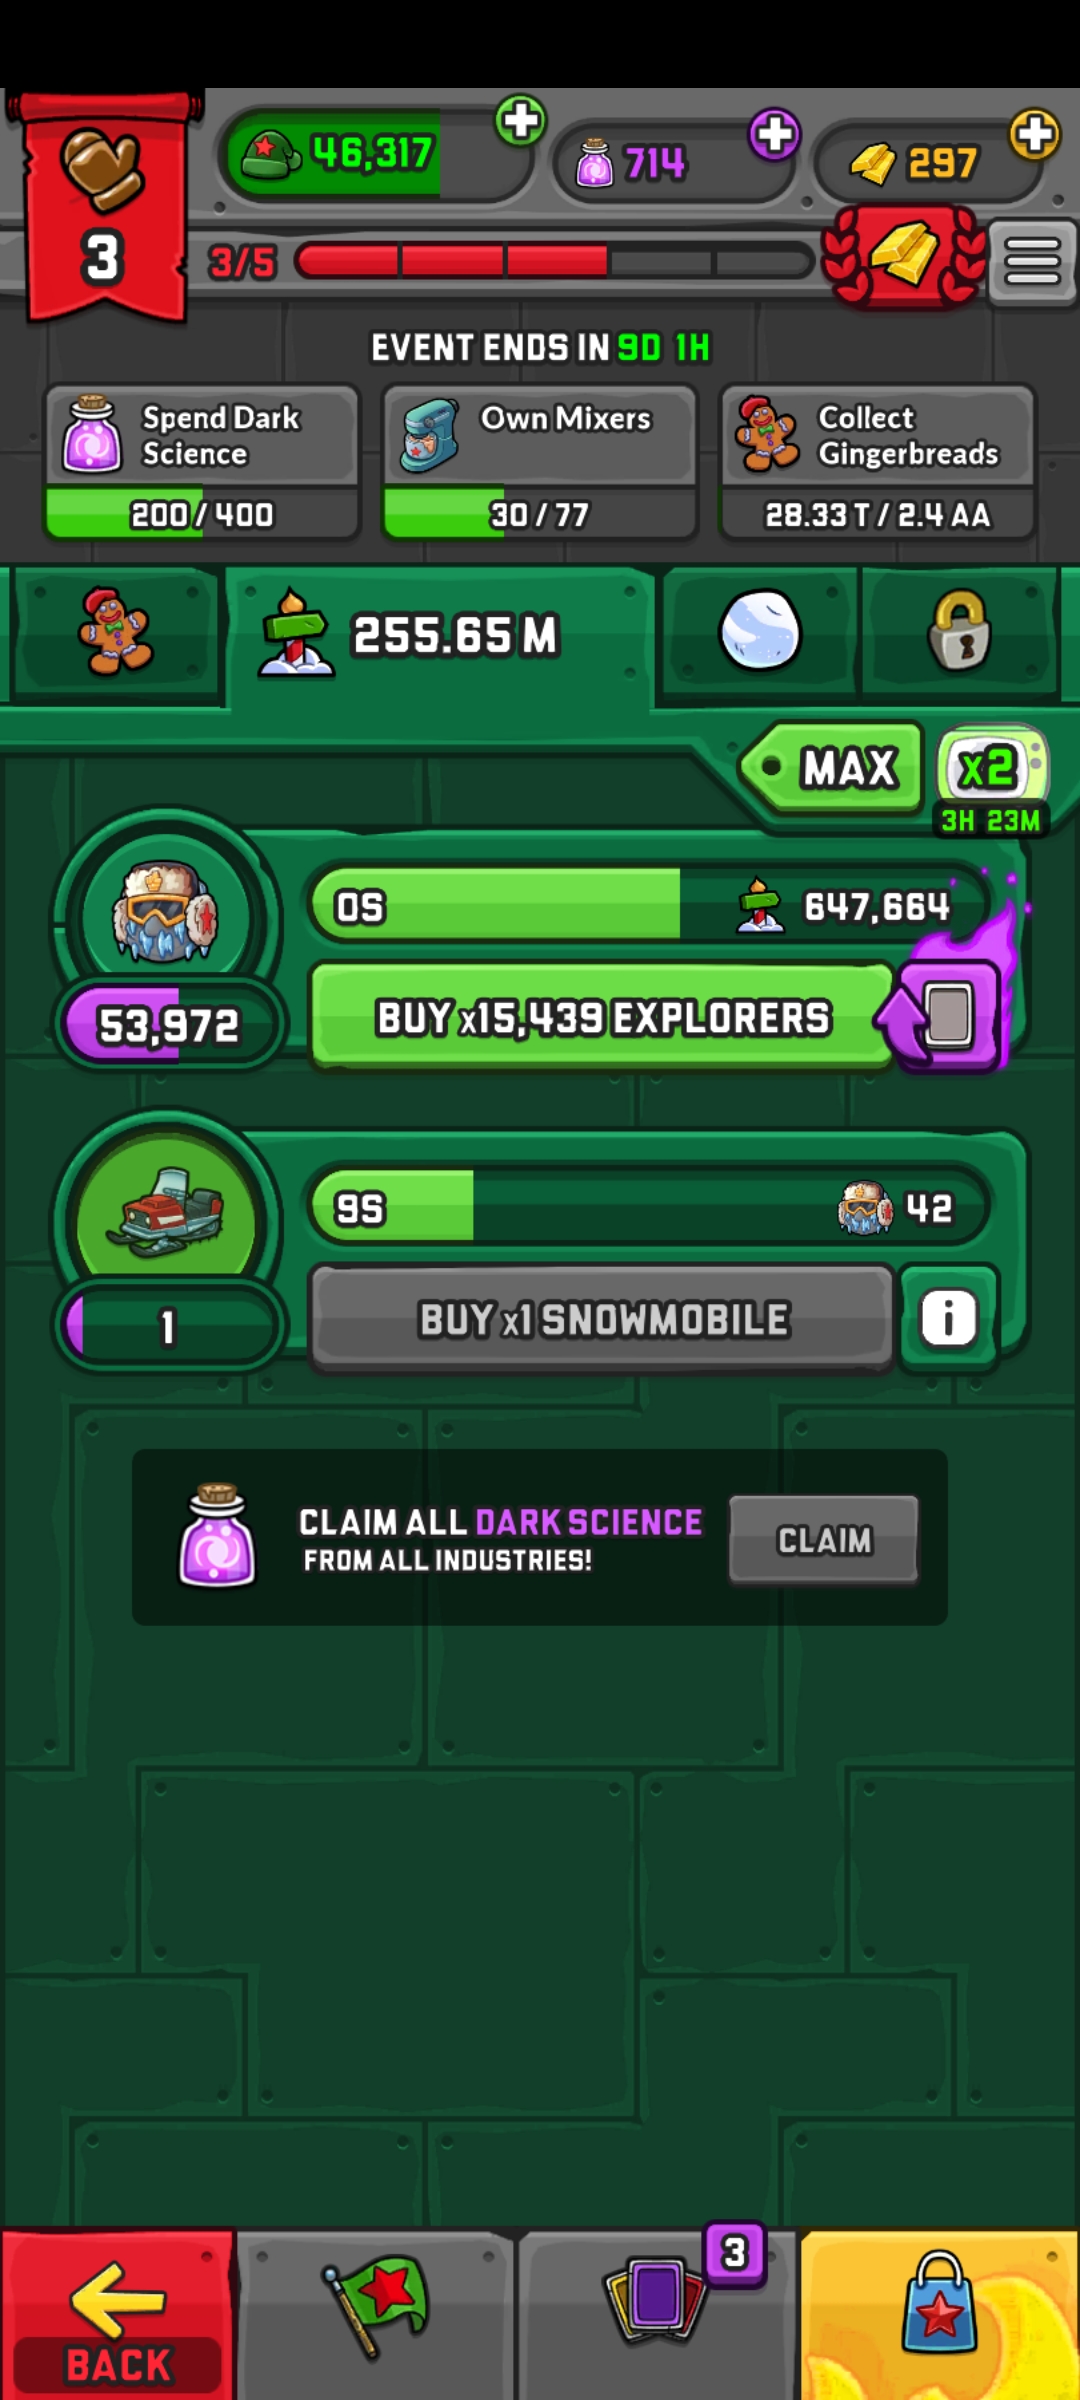 46,317
714
297
3
3/5
EVENT ENDS IN 9D 1H
Spend Dark
Science
200 / 400
Own Mixers
30 / 77
Collect
Gingerbreads
28.33 T / 2.4 AA
255.65 M
MAX
x2
3H 23M
0S
647,664
53,972
BUY x15,439 EXPLORERS
9S
42
1
BUY x1 SNOWMOBILE
i
CLAIM ALL DARK SCIENCE
FROM ALL INDUSTRIES!
CLAIM
3
BACK